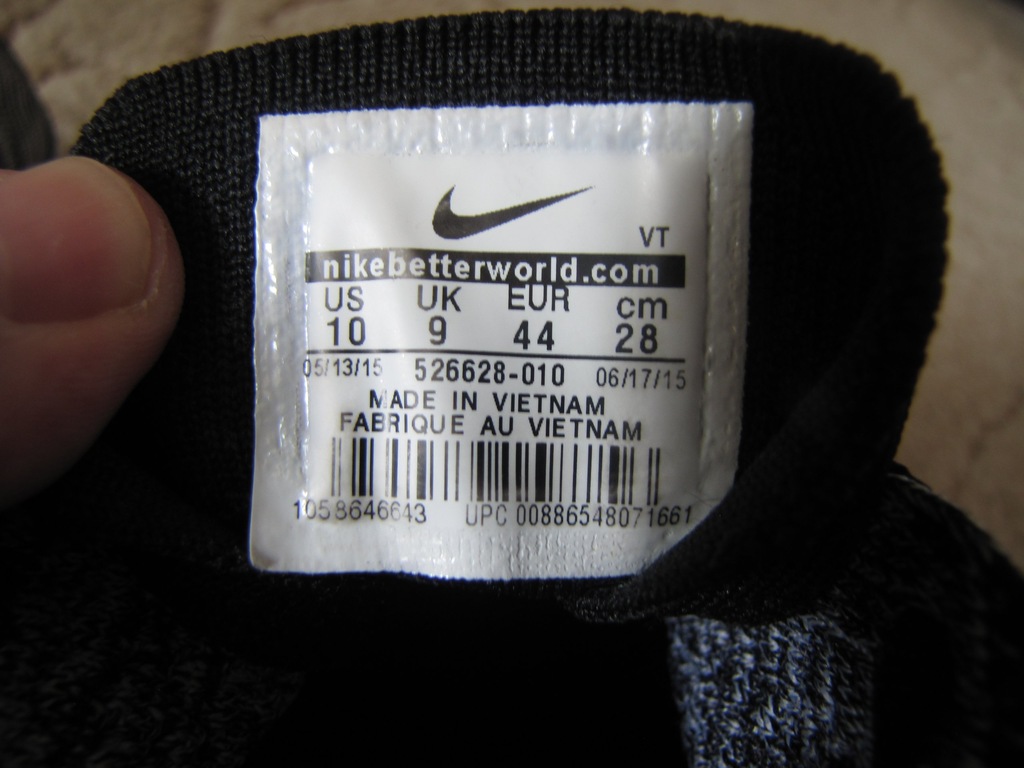 VT
nikebetterworld.com
US UK EUR cm
10 9 44 28
05/13/15 526628-010 06/17/15
MADE IN VIETNAM
FABRIQUE AU VIETNAM
1058646643 UPC 00886548071661